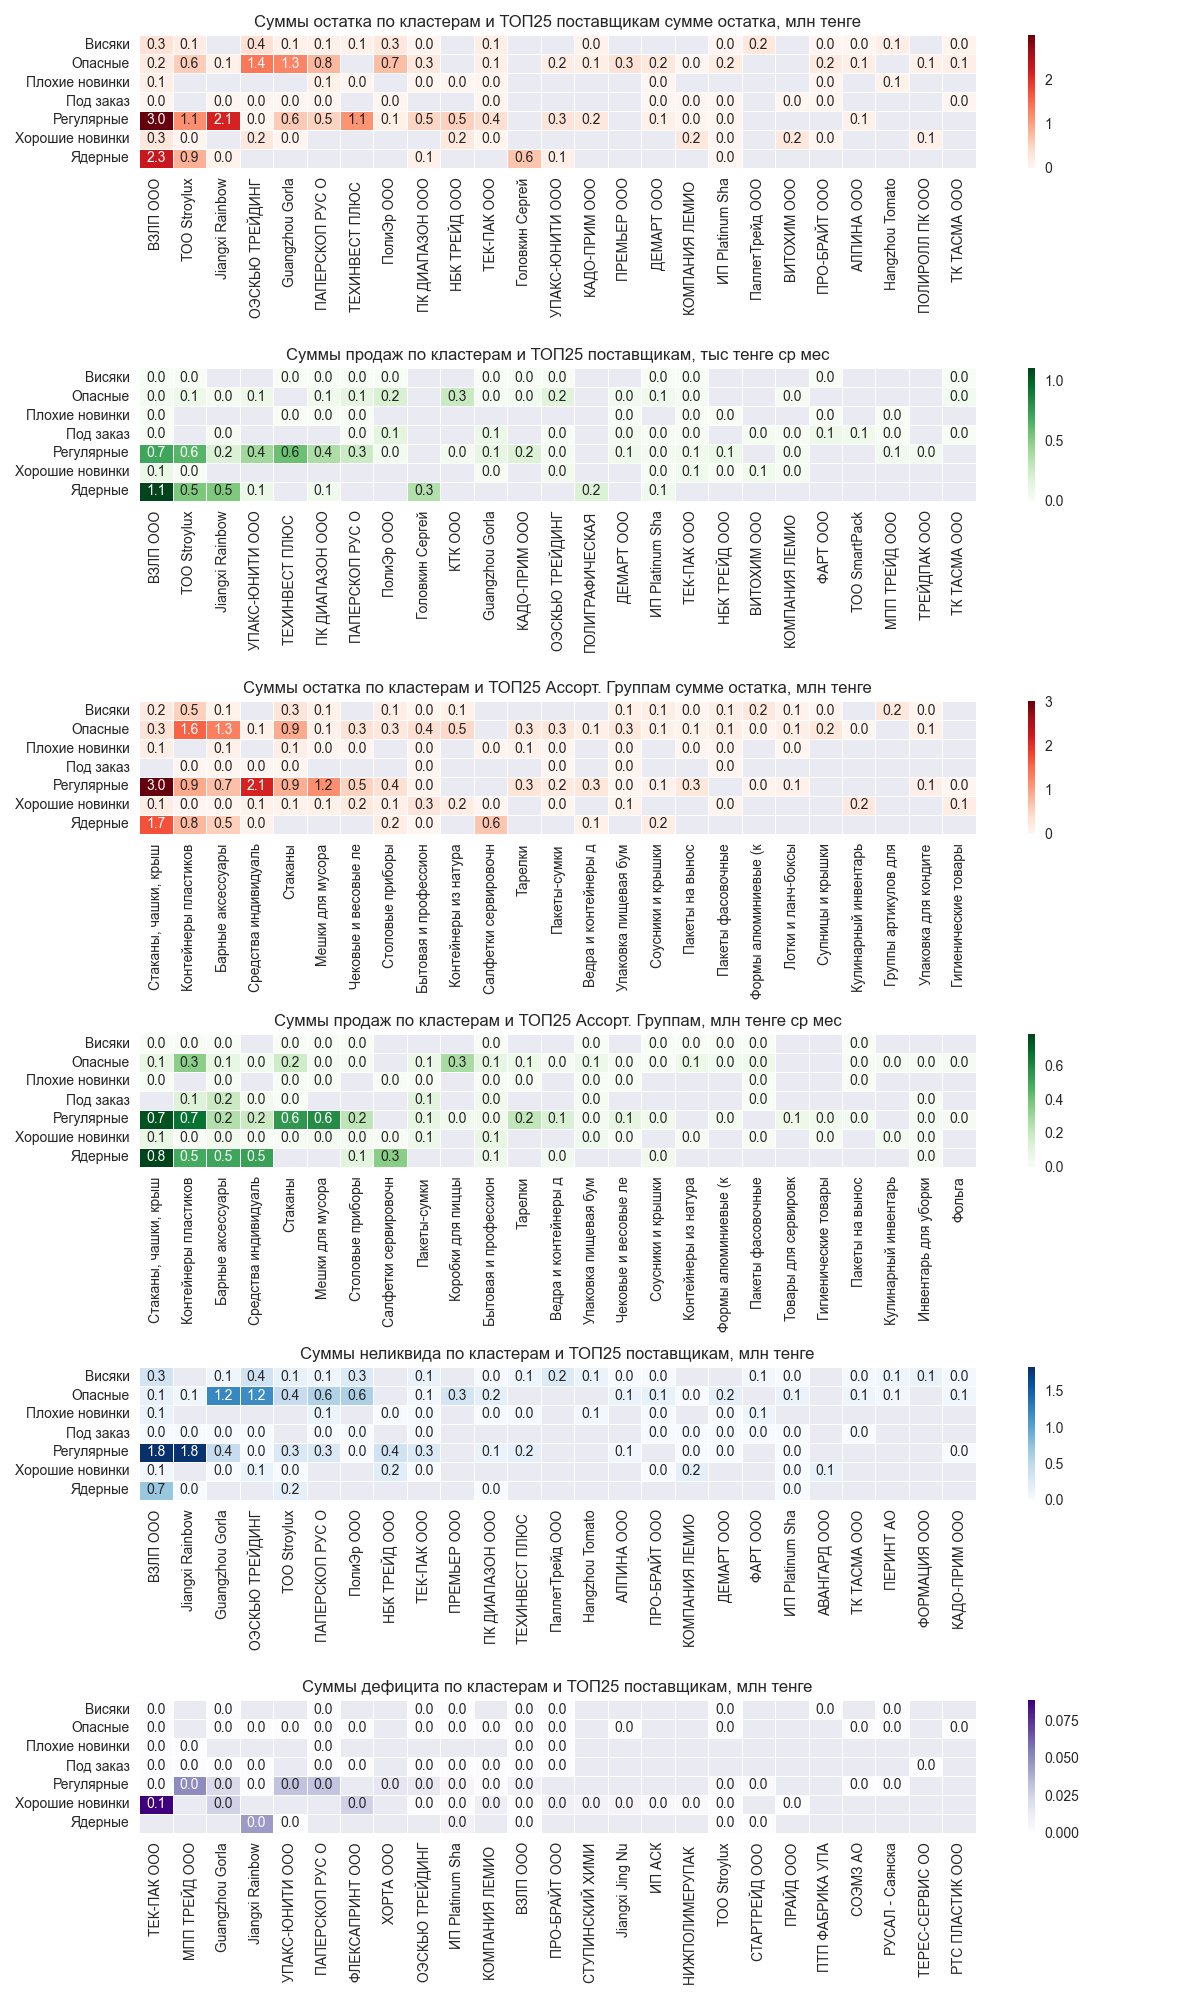 Суммы остатка по кластерам и ТОП25 поставщикам сумме остатка, млн тенге
Висяки 0.3 0.1 0.4 0.1 0.1 0.1 0.3 0.0 0.1 0.0 0.0 0.2 0.0 0.0 0.1 0.0
Опасные 0.2 0.6 0.1 1.4 1.3 0.8 0.7 0.3 0.1 0.2 0.1 0.3 0.2 0.0 0.2 0.2 0.1 0.1 0.1
Плохие новинки 0.1 0.1 0.0 0.0 0.0 0.0 0.0 0.0 0.1
Под заказ 0.0 0.0 0.0 0.0 0.0 0.0 0.0 0.0 0.0 0.0 0.0 0.0 0.0
Регулярные 3.0 1.1 2.1 0.0 0.6 0.5 1.1 0.1 0.5 0.5 0.4 0.3 0.2 0.1 0.0 0.0 0.1
Хорошие новинки 0.3 0.0 0.2 0.0 0.2 0.0 0.2 0.0 0.2 0.0 0.1
Ядерные 2.3 0.9 0.0 0.1 0.6 0.1 0.0
2
1
0
ВЗЛП ООО
ТОО Stroylux
Jiangxi Rainbow
ОЭСКЬЮ ТРЕЙДИНГ
Guangzhou Gorla
ПАПЕРСКОП РУС О
ТЕХИНВЕСТ ПЛЮС
ПолиЭр ООО
ПК ДИАПАЗОН ООО
НБК ТРЕЙД ООО
ТЕК-ПАК ООО
Головкин Сергей
УПАКС-ЮНИТИ ООО
КАДО-ПРИМ ООО
ПРЕМЬЕР ООО
ДЕМАРТ ООО
КОМПАНИЯ ЛЕМИО
ИП Platinum Sha
ПаллетТрейд ООО
ВИТОХИМ ООО
ПРО-БРАЙТ ООО
АЛПИНА ООО
Hangzhou Tomato
ПОЛИРОЛЛ ПК ООО
ТК ТАСМА ООО
Суммы продаж по кластерам и ТОП25 поставщикам, тыс тенге ср мес
Висяки 0.0 0.0 0.0 0.0 0.0 0.0 0.0 0.0 0.0 0.0 0.0 0.0 0.0
Опасные 0.0 0.1 0.0 0.1 0.1 0.1 0.2 0.3 0.0 0.0 0.2 0.0 0.1 0.0 0.0 0.0
Плохие новинки 0.0 0.0 0.0 0.0 0.0 0.0 0.0 0.0 0.0 0.0
Под заказ 0.0 0.0 0.0 0.1 0.1 0.0 0.0 0.0 0.0 0.0 0.0 0.1 0.1 0.0 0.0
Регулярные 0.7 0.6 0.2 0.4 0.6 0.4 0.3 0.0 0.0 0.1 0.2 0.0 0.1 0.0 0.1 0.1 0.0 0.1 0.0
Хорошие новинки 0.1 0.0 0.0 0.0 0.0 0.1 0.0 0.1 0.0
Ядерные 1.1 0.5 0.5 0.1 0.1 0.3 0.2 0.1
1.0
0.5
0.0
ВЗЛП ООО
ТОО Stroylux
Jiangxi Rainbow
УПАКС-ЮНИТИ ООО
ТЕХИНВЕСТ ПЛЮС
ПК ДИАПАЗОН ООО
ПАПЕРСКОП РУС О
ПолиЭр ООО
Головкин Сергей
КТК ООО
Guangzhou Gorla
КАДО-ПРИМ ООО
ОЭСКЬЮ ТРЕЙДИНГ
ПОЛИГРАФИЧЕСКАЯ
ДЕМАРТ ООО
ИП Platinum Sha
ТЕК-ПАК ООО
НБК ТРЕЙД ООО
ВИТОХИМ ООО
КОМПАНИЯ ЛЕМИО
ФАРТ ООО
ТОО SmartPack
МПП ТРЕЙД ООО
ТРЕЙДПАК ООО
ТК ТАСМА ООО
Суммы остатка по кластерам и ТОП25 Ассорт. Группам сумме остатка, млн тенге
Висяки 0.2 0.5 0.1 0.3 0.1 0.1 0.0 0.1 0.1 0.1 0.0 0.1 0.2 0.1 0.0 0.2 0.0
Опасные 0.3 1.6 1.3 0.1 0.9 0.1 0.3 0.3 0.4 0.5 0.3 0.3 0.1 0.3 0.1 0.1 0.1 0.0 0.1 0.2 0.0 0.1
Плохие новинки 0.1 0.1 0.1 0.0 0.0 0.0 0.0 0.1 0.0 0.0 0.0 0.0 0.0
Под заказ 0.0 0.0 0.0 0.0 0.0 0.0 0.0 0.0
Регулярные 3.0 0.9 0.7 2.1 0.9 1.2 0.5 0.4 0.0 0.3 0.2 0.3 0.0 0.1 0.3 0.0 0.1 0.1 0.0
Хорошие новинки 0.1 0.0 0.0 0.1 0.1 0.1 0.2 0.1 0.3 0.2 0.0 0.0 0.1 0.0 0.2 0.1
Ядерные 1.7 0.8 0.5 0.0 0.2 0.0 0.6 0.1 0.2
3
2
1
0
Стаканы, чашки, крыш
Контейнеры пластиков
Барные аксессуары
Средства индивидуаль
Стаканы
Мешки для мусора
Чековые и весовые ле
Столовые приборы
Бытовая и профессион
Контейнеры из натура
Салфетки сервировочн
Тарелки
Пакеты-сумки
Ведра и контейнеры д
Упаковка пищевая бум
Соусники и крышки
Пакеты на вынос
Пакеты фасовочные
Формы алюминиевые (к
Лотки и ланч-боксы
Супницы и крышки
Кулинарный инвентарь
Группы артикулов для
Упаковка для кондите
Гигиенические товары
Суммы продаж по кластерам и ТОП25 Ассорт. Группам, млн тенге ср мес
Висяки 0.0 0.0 0.0 0.0 0.0 0.0 0.0 0.0 0.0 0.0 0.0 0.0 0.0
Опасные 0.1 0.3 0.1 0.0 0.2 0.0 0.0 0.1 0.3 0.1 0.1 0.0 0.1 0.0 0.0 0.1 0.0 0.0 0.0 0.0 0.0 0.0
Плохие новинки 0.0 0.0 0.0 0.0 0.0 0.0 0.0 0.0 0.0 0.0 0.0 0.0 0.0
Под заказ 0.1 0.2 0.0 0.1 0.0 0.0 0.0 0.0
Регулярные 0.7 0.7 0.2 0.2 0.6 0.6 0.2 0.1 0.0 0.0 0.2 0.1 0.0 0.1 0.0 0.0 0.1 0.0 0.0 0.0 0.0
Хорошие новинки 0.1 0.0 0.0 0.0 0.0 0.0 0.0 0.0 0.1 0.1 0.0 0.0 0.0 0.0 0.0 0.0 0.0 0.0
Ядерные 0.8 0.5 0.5 0.5 0.1 0.3 0.1 0.0 0.0 0.0
0.6
0.4
0.2
0.0
Стаканы, чашки, крыш
Контейнеры пластиков
Барные аксессуары
Средства индивидуаль
Стаканы
Мешки для мусора
Столовые приборы
Салфетки сервировочн
Пакеты-сумки
Коробки для пиццы
Бытовая и профессион
Тарелки
Ведра и контейнеры д
Упаковка пищевая бум
Чековые и весовые ле
Соусники и крышки
Контейнеры из натура
Формы алюминиевые (к
Пакеты фасовочные
Товары для сервировк
Гигиенические товары
Пакеты на вынос
Кулинарный инвентарь
Инвентарь для уборки
Фольга
Суммы неликвида по кластерам и ТОП25 поставщикам, млн тенге
Висяки 0.3 0.1 0.4 0.1 0.1 0.3 0.1 0.0 0.1 0.2 0.1 0.0 0.0 0.1 0.0 0.0 0.1 0.1 0.0
Опасные 0.1 0.1 1.2 1.2 0.4 0.6 0.6 0.1 0.3 0.2 0.1 0.1 0.0 0.2 0.1 0.1 0.1 0.1
Плохие новинки 0.1 0.1 0.0 0.0 0.0 0.0 0.1 0.0 0.0 0.1
Под заказ 0.0 0.0 0.0 0.0 0.0 0.0 0.0 0.0 0.0 0.0 0.0 0.0 0.0 0.0
Регулярные 1.8 1.8 0.4 0.0 0.3 0.3 0.0 0.4 0.3 0.1 0.2 0.1 0.0 0.0 0.0 0.0
Хорошие новинки 0.1 0.0 0.1 0.0 0.2 0.0 0.0 0.2 0.0 0.1
Ядерные 0.7 0.0 0.2 0.0 0.0
1.5
1.0
0.5
0.0
ВЗЛП ООО
Jiangxi Rainbow
Guangzhou Gorla
ОЭСКЬЮ ТРЕЙДИНГ
ТОО Stroylux
ПАПЕРСКОП РУС О
ПолиЭр ООО
НБК ТРЕЙД ООО
ТЕК-ПАК ООО
ПРЕМЬЕР ООО
ПК ДИАПАЗОН ООО
ТЕХИНВЕСТ ПЛЮС
ПаллетТрейд ООО
Hangzhou Tomato
АЛПИНА ООО
ПРО-БРАЙТ ООО
КОМПАНИЯ ЛЕМИО
ДЕМАРТ ООО
ФАРТ ООО
ИП Platinum Sha
АВАНГАРД ООО
ТК ТАСМА ООО
ПЕРИНТ АО
ФОРМАЦИЯ ООО
КАДО-ПРИМ ООО
Суммы дефицита по кластерам и ТОП25 поставщикам, млн тенге
Висяки 0.0 0.0 0.0 0.0 0.0 0.0 0.0 0.0 0.0 0.0
Опасные 0.0 0.0 0.0 0.0 0.0 0.0 0.0 0.0 0.0 0.0 0.0 0.0 0.0 0.0 0.0 0.0
Плохие новинки 0.0 0.0 0.0 0.0 0.0
Под заказ 0.0 0.0 0.0 0.0 0.0 0.0 0.0 0.0 0.0 0.0 0.0 0.0
Регулярные 0.0 0.0 0.0 0.0 0.0 0.0 0.0 0.0 0.0 0.0 0.0 0.0 0.0 0.0 0.0
Хорошие новинки 0.1 0.0 0.0 0.0 0.0 0.0 0.0 0.0 0.0 0.0 0.0 0.0 0.0 0.0
Ядерные 0.0 0.0 0.0 0.0 0.0 0.0
0.075
0.050
0.025
0.000
ТЕК-ПАК ООО
МПП ТРЕЙД ООО
Guangzhou Gorla
Jiangxi Rainbow
УПАКС-ЮНИТИ ООО
ПАПЕРСКОП РУС О
ФЛЕКСАПРИНТ ООО
ХОРТА ООО
ОЭСКЬЮ ТРЕЙДИНГ
ИП Platinum Sha
КОМПАНИЯ ЛЕМИО
ВЗЛП ООО
ПРО-БРАЙТ ООО
СТУПИНСКИЙ ХИМИ
Jiangxi Jing Nu
ИП АСК
НИЖПОЛИМЕРУПАК
ТОО Stroylux
СТАРТРЕЙД ООО
ПРАЙД ООО
ПТП ФАБРИКА УПА
СОЭМЗ АО
РУСАЛ - Саянска
ТЕРЕС-СЕРВИС ОО
РТС ПЛАСТИК ООО